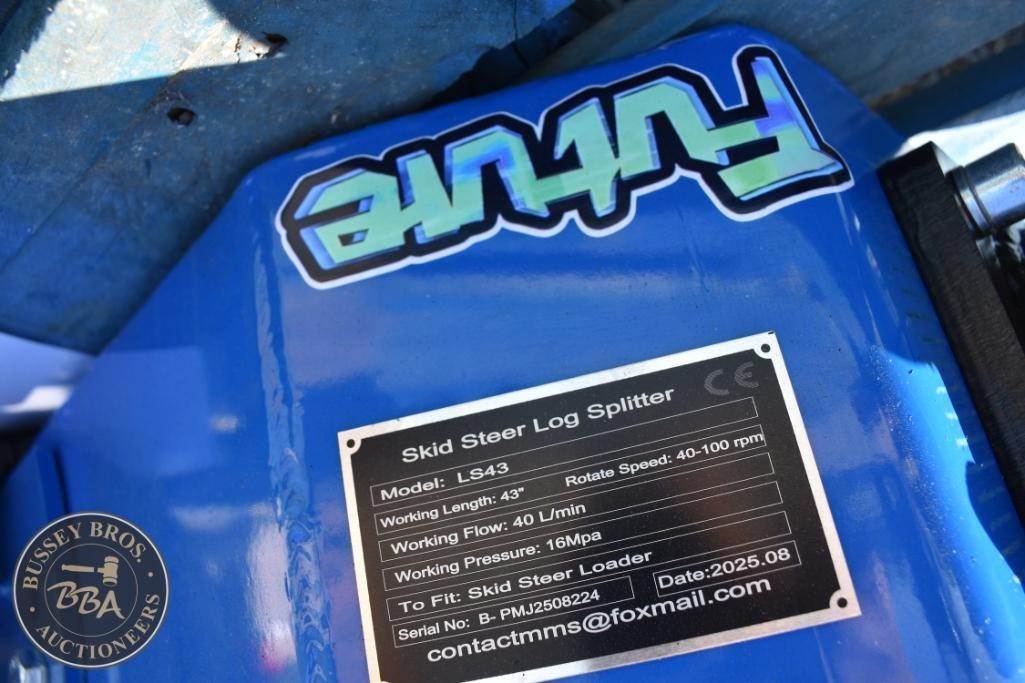 Future
Skid Steer Log Splitter
CE
Model: LS43
Working Length: 43" Rotate Speed: 40-100 rpm
Working Flow: 40 L/min
Working Pressure: 16Mpa
To Fit: Skid Steer Loader
Serial No: B- PMJ2508224 Date:2025.08
contactmms@foxmail.com
BUSSEY BROS.
BBA
AUCTIONEERS